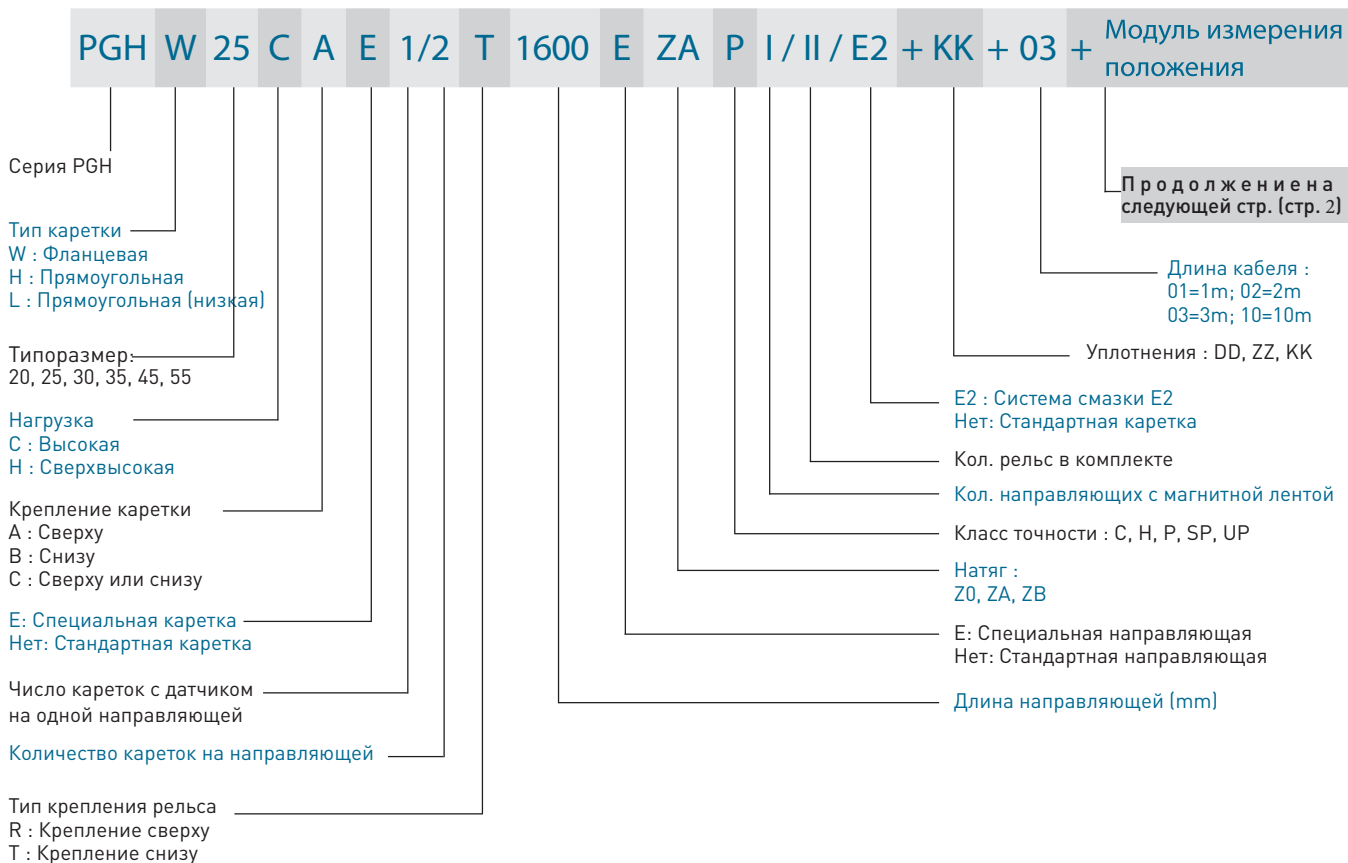 PGH W 25 C A E 1/2 T 1600 E ZA P I / II / E2 + KK + 03 + Модуль измерения
положения
Серия PGH
Тип каретки
W : Фланцевая
H : Прямоугольная
L : Прямоугольная (низкая)
Типоразмер:
20, 25, 30, 35, 45, 55
Нагрузка
C : Высокая
H : Сверхвысокая
Крепление каретки
A : Сверху
B : Снизу
C : Сверху или снизу
E: Специальная каретка
Нет: Стандартная каретка
Число кареток с датчиком
на одной направляющей
Количество кареток на направляющей
Тип крепления рельса
R : Крепление сверху
T : Крепление снизу
П р о д о л ж е н и е н а
следующей стр. (стр. 2)
Длина кабеля :
01=1m; 02=2m
03=3m; 10=10m
Уплотнения : DD, ZZ, KK
E2 : Система смазки E2
Нет: Стандартная каретка
Кол. рельс в комплекте
Кол. направляющих с магнитной лентой
Класс точности : C, H, P, SP, UP
Натяг :
Z0, ZA, ZB
E: Специальная направляющая
Нет: Стандартная направляющая
Длина направляющей (mm)